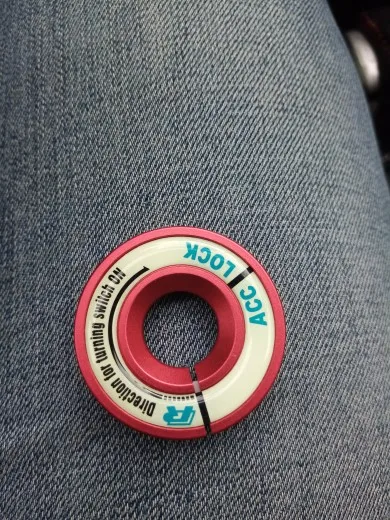 LOCK
ACC
R
Direction for turning switch ON